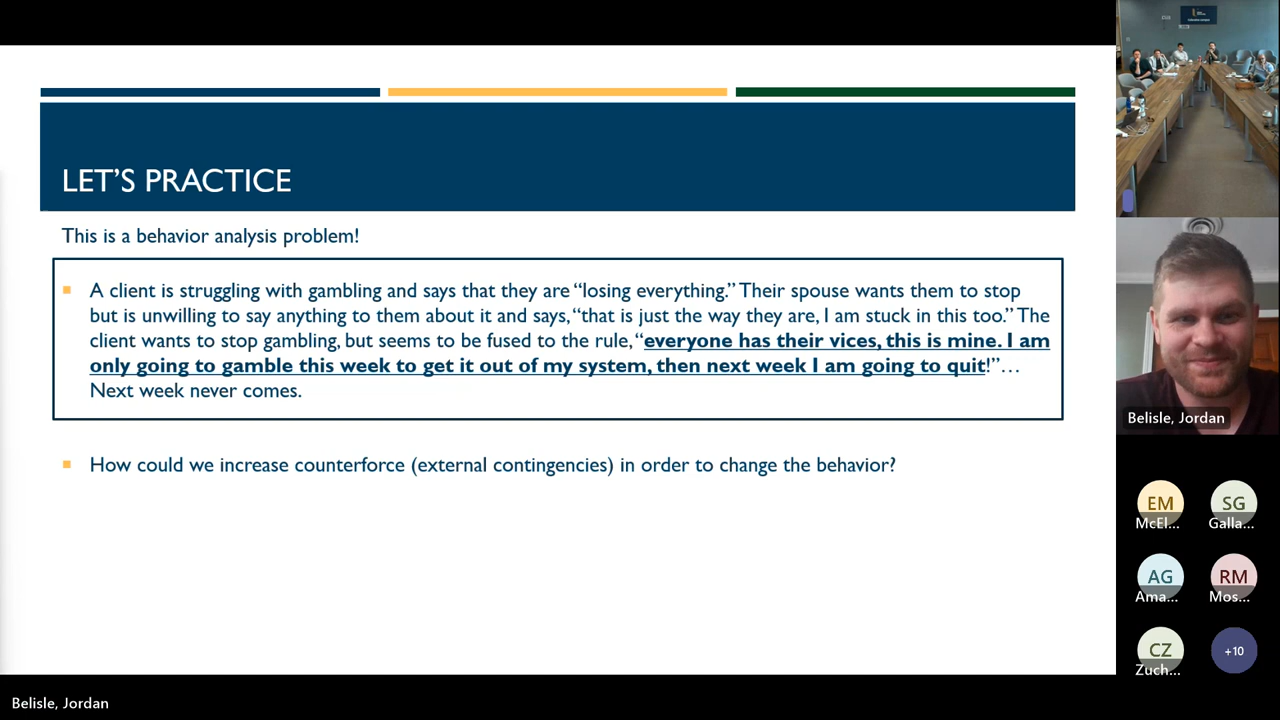 LET'S PRACTICE
This is a behavior analysis problem!
A client is struggling with gambling and says that they are “losing everything.” Their spouse wants them to stop
but is unwilling to say anything to them about it and says, “that is just the way they are, I am stuck in this too.” The
client wants to stop gambling, but seems to be fused to the rule, “everyone has their vices, this is mine. I am
only going to gamble this week to get it out of my system, then next week I am going to quit!”…
Next week never comes.
How could we increase counterforce (external contingencies) in order to change the behavior?
Belisle, Jordan
EM
McEl...
SG
Galla...
AG
Ama...
RM
Mos...
CZ
Zuch...
+10
Belisle, Jordan